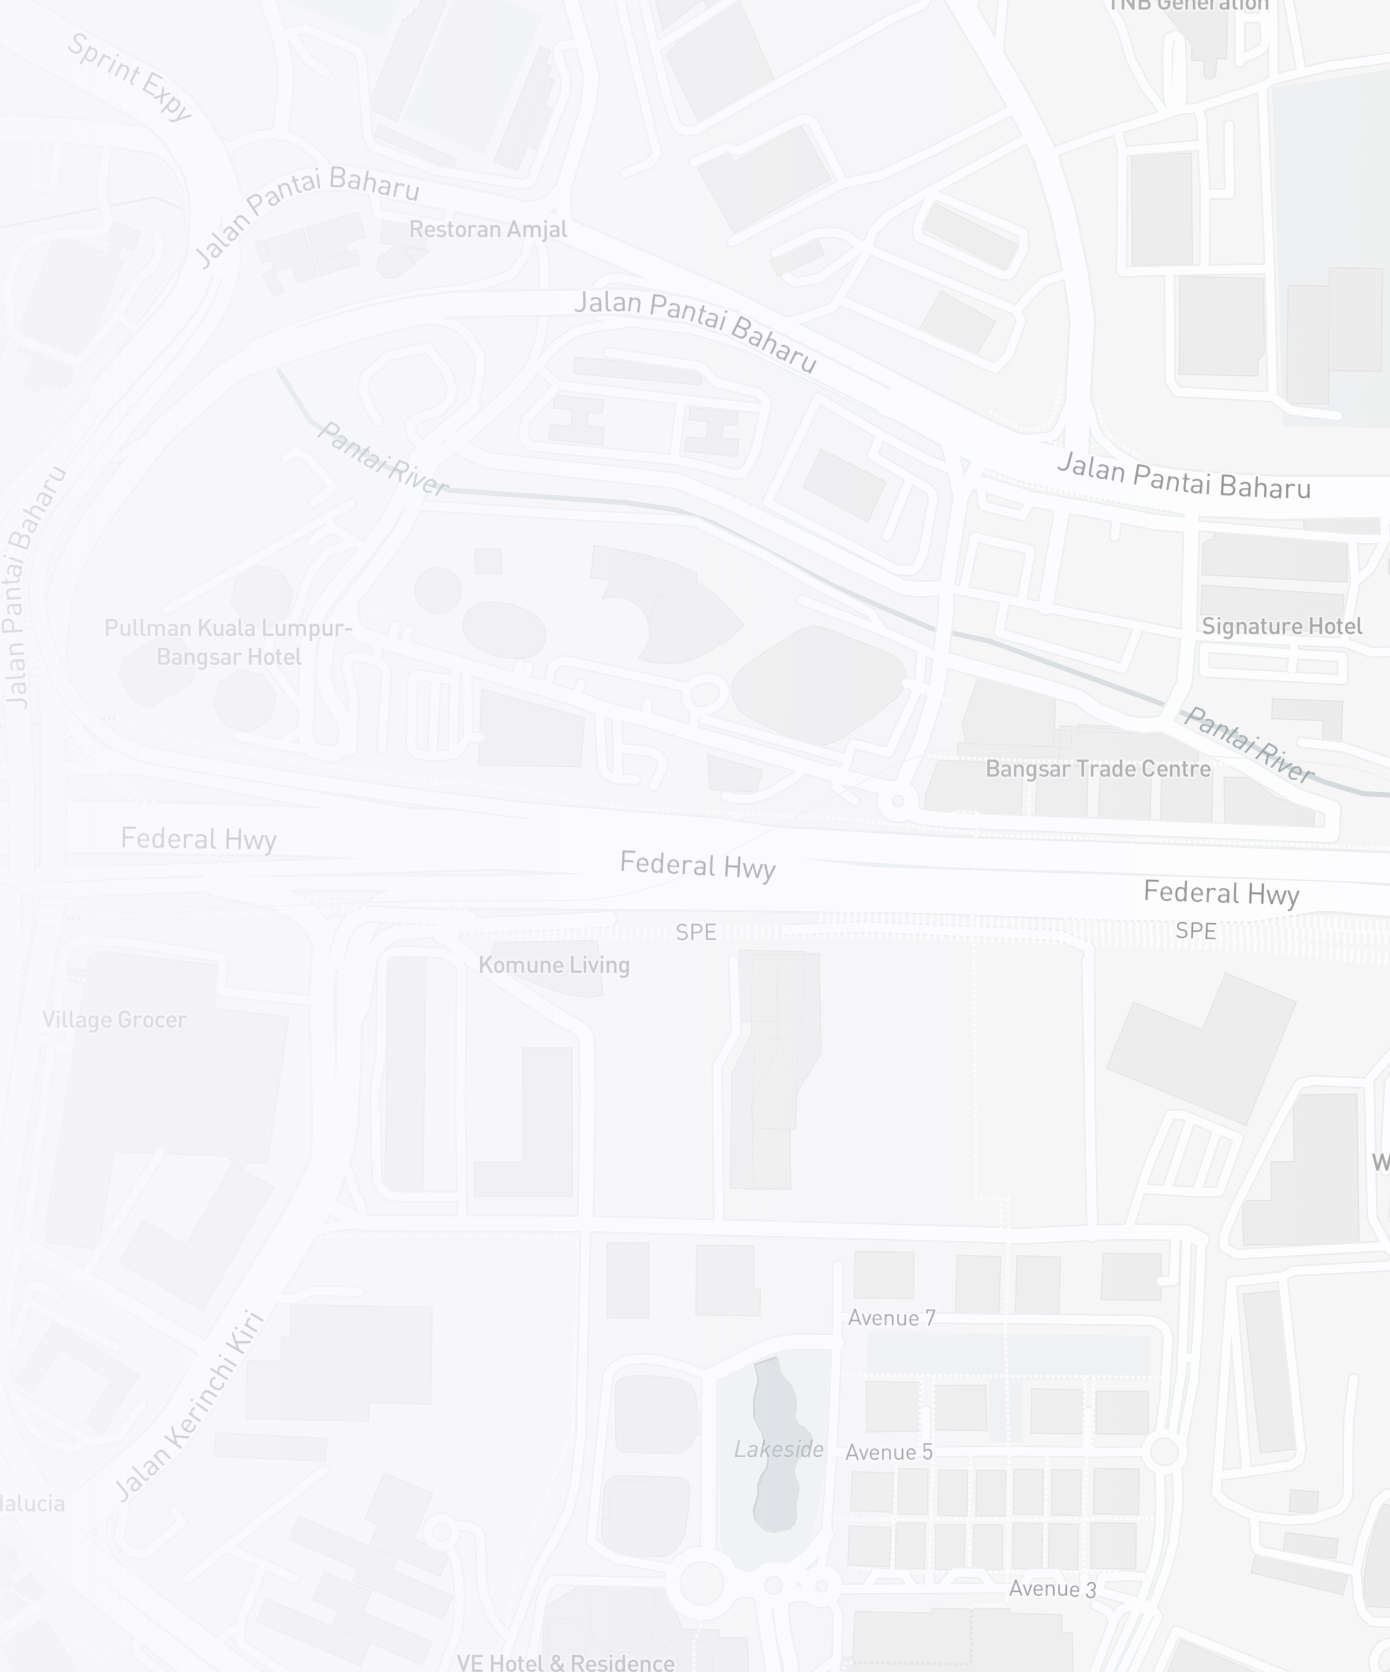 TNB Generation
Sprint Expy
Jalan Pantai Baharu
Restoran Amjal
Jalan Pantai Baharu
Pantai River
Jalan Pantai Baharu
Jalan Pantai Baharu
Pullman Kuala Lumpur-
Bangsar Hotel
Signature Hotel
Pantai River
Bangsar Trade Centre
Federal Hwy
Federal Hwy
Federal Hwy
SPE
SPE
Komune Living
Village Grocer
W
Avenue 7
Jalan Kerinchi Kiri
Lakeside
Avenue 5
alucia
Avenue 3
VE Hotel & Residence